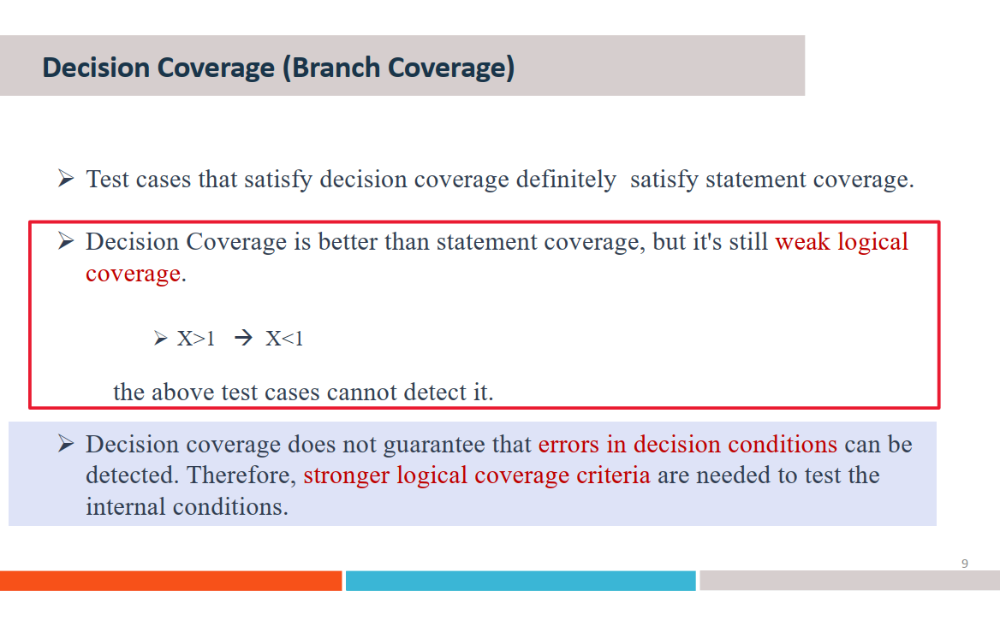 Decision Coverage (Branch Coverage)
➢ Test cases that satisfy decision coverage definitely  satisfy statement coverage.
➢ Decision Coverage is better than statement coverage, but it's still weak logical
coverage.
➢ X>1 → X<1
the above test cases cannot detect it.
➢ Decision coverage does not guarantee that errors in decision conditions can be
detected. Therefore, stronger logical coverage criteria are needed to test the
internal conditions.
9